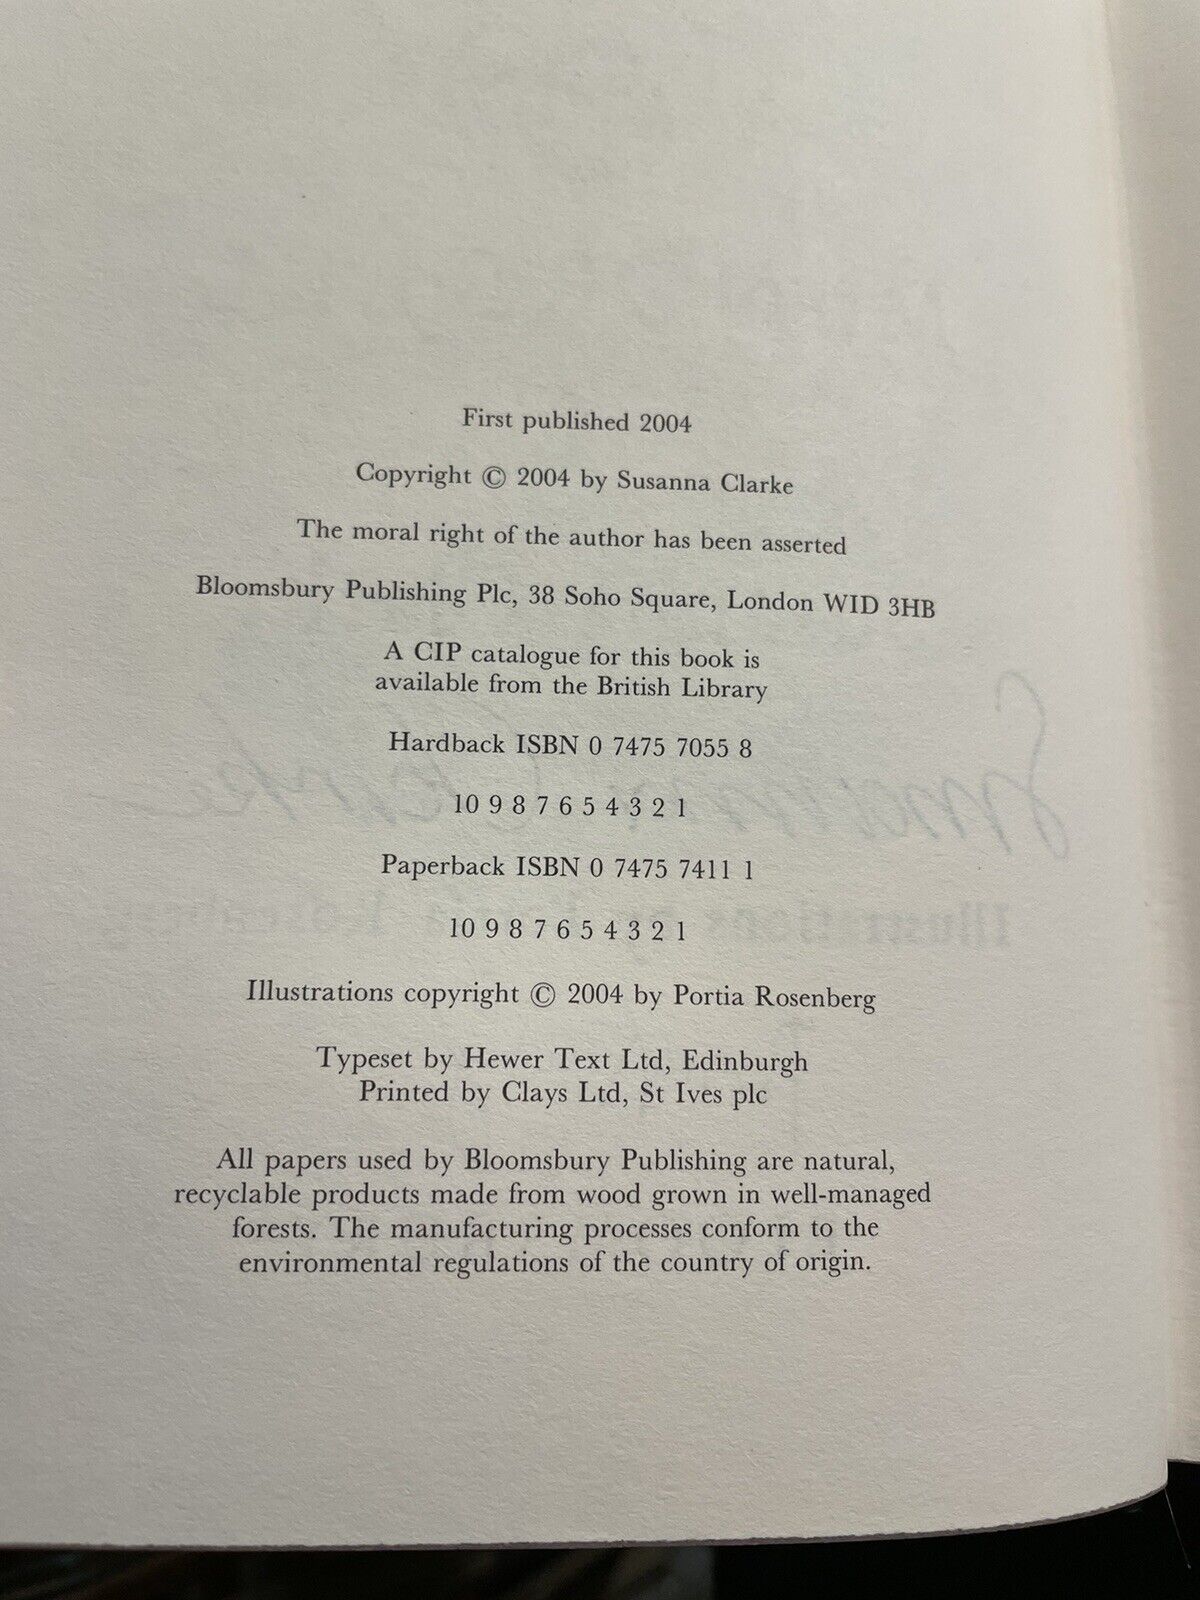 First published 2004
Copyright © 2004 by Susanna Clarke
The moral right of the author has been asserted
Bloomsbury Publishing Plc, 38 Soho Square, London W1D 3HB
A CIP catalogue for this book is
available from the British Library
Hardback ISBN 0 7475 7055 8
10 9 8 7 6 5 4 3 2 1
Paperback ISBN 0 7475 7411 1
10 9 8 7 6 5 4 3 2 1
Illustrations copyright © 2004 by Portia Rosenberg
Typeset by Hewer Text Ltd, Edinburgh
Printed by Clays Ltd, St Ives plc
All papers used by Bloomsbury Publishing are natural,
recyclable products made from wood grown in well-managed
forests. The manufacturing processes conform to the
environmental regulations of the country of origin.